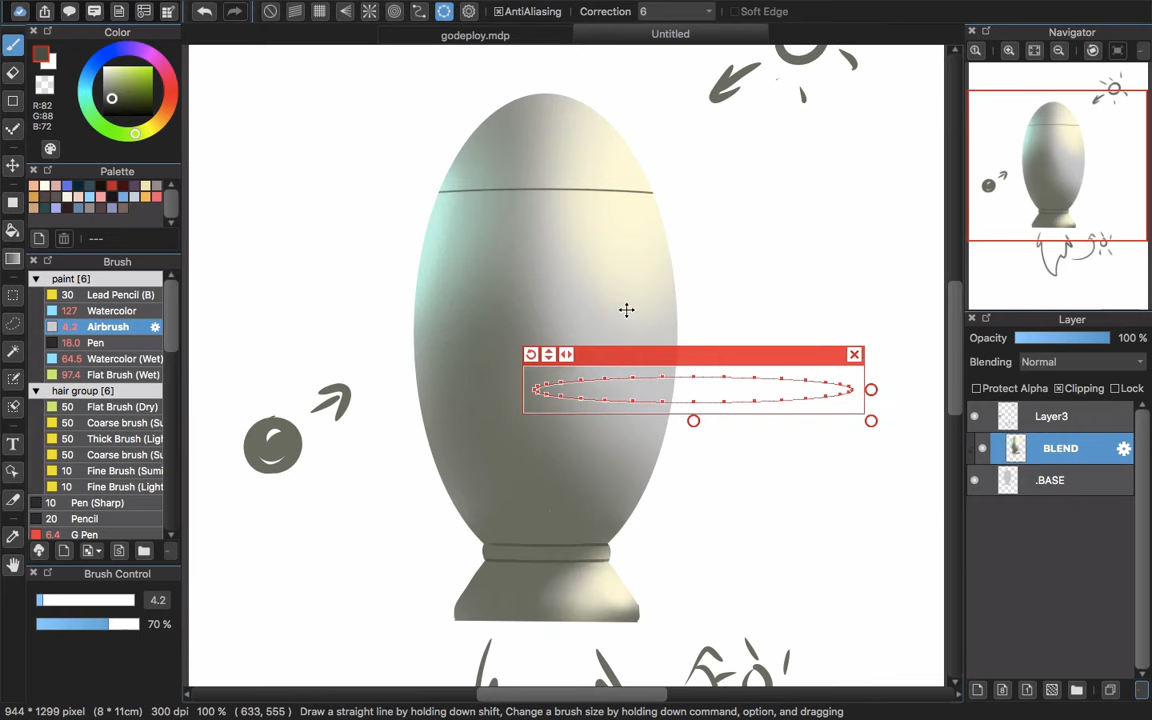 AntiAliasing Correction 6 Soft Edge
godeploy.mdp Untitled
Color
R:82
G:88
B:72
Palette
---
Brush
paint [6]
30 Lead Pencil (B)
127 Watercolor
4.2 Airbrush
18.0 Pen
64.5 Watercolor (Wet)
97.4 Flat Brush (Wet)
hair group [6]
50 Flat Brush (Dry)
50 Coarse brush (Su
50 Thick Brush (Ligh
50 Coarse brush (Su
10 Fine Brush (Sumi
10 Fine Brush (Light
10 Pen (Sharp)
20 Pencil
6.4 G Pen
Brush Control
4.2
70 %
Navigator
Layer
Opacity 100 %
Blending Normal
Protect Alpha Clipping Lock
Layer3
BLEND
.BASE
944 * 1299 pixel (8 * 11cm) 300 dpi 100 % ( 633, 555 ) Draw a straight line by holding down shift, Change a brush size by holding down command, option, and dragging